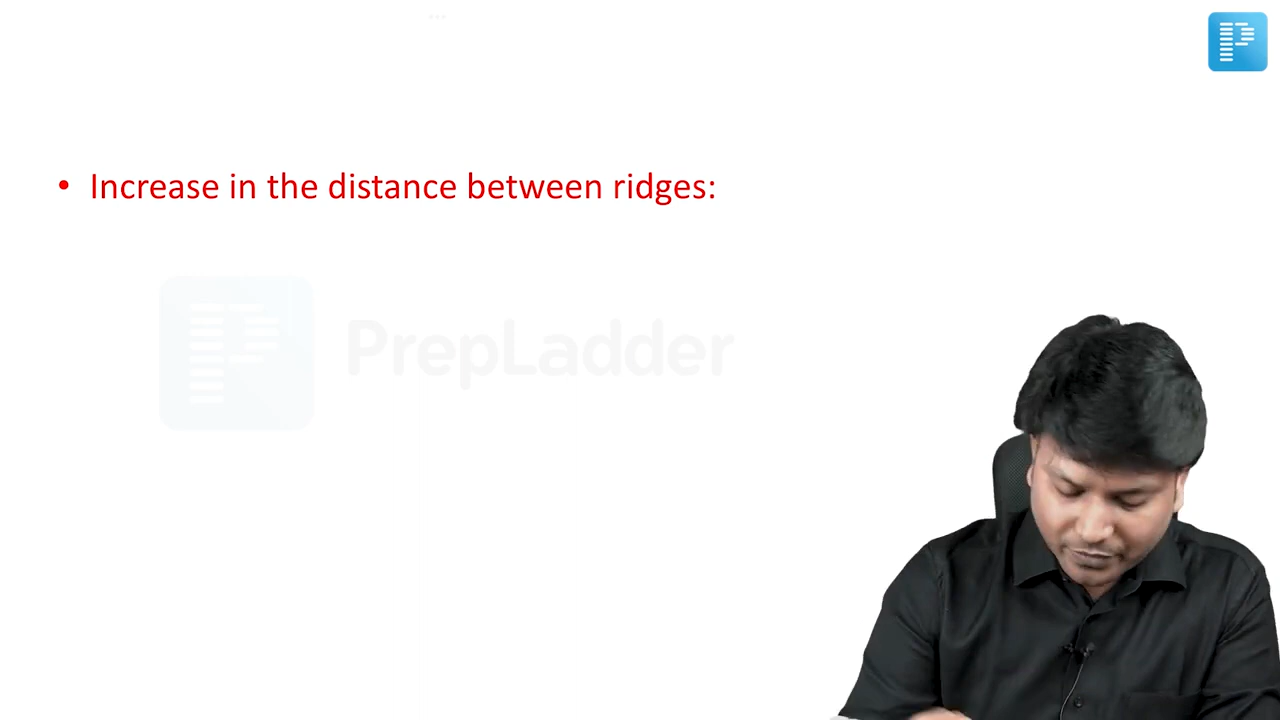 • Increase in the distance between ridges:
PrepLadder